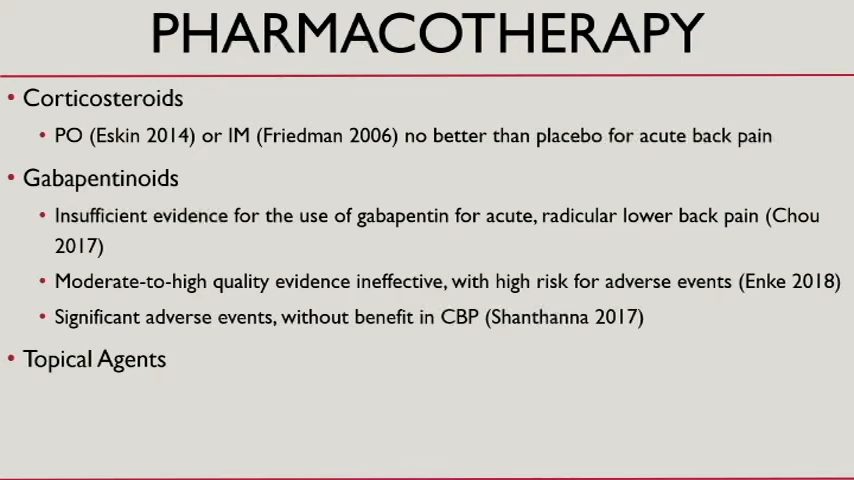 PHARMACOTHERAPY
• Corticosteroids
• PO (Eskin 2014) or IM (Friedman 2006) no better than placebo for acute back pain
• Gabapentinoids
• Insufficient evidence for the use of gabapentin for acute, radicular lower back pain (Chou
2017)
• Moderate-to-high quality evidence ineffective, with high risk for adverse events (Enke 2018)
• Significant adverse events, without benefit in CBP (Shanthanna 2017)
• Topical Agents